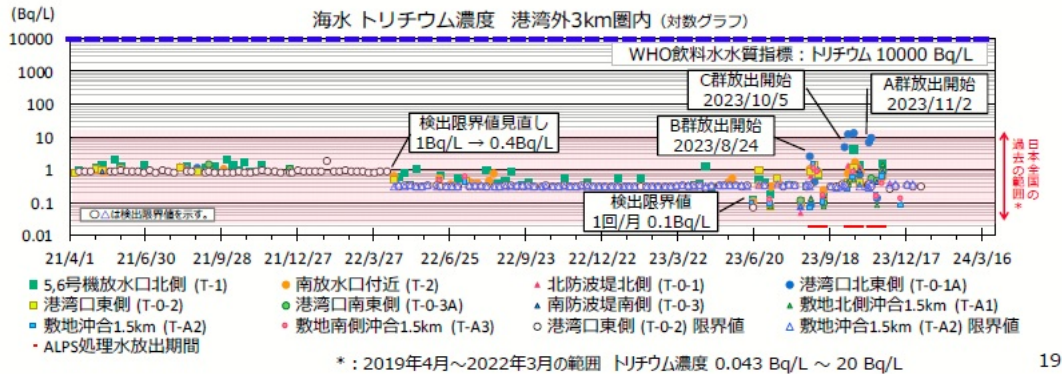 (Bq/L)
海水 トリチウム濃度 港湾外3km圏内 (対数グラフ)
10000
1000
100
10
1
0.1
0.01
WHO飲料水水質指標:トリチウム 10000 Bq/L
C群放出開始
2023/10/5
A群放出開始
2023/11/2
検出限界値見直し
1Bq/L → 0.4Bq/L
B群放出開始
2023/8/24
検出限界値
1回/月 0.1Bq/L
日本全国の
過去の範囲*
○△は検出限界値を示す。
21/4/1 21/6/30 21/9/28 21/12/27 22/3/27 22/6/25 22/9/23 22/12/22 23/3/22 23/6/20 23/9/18 23/12/17 24/3/16
5,6号機放水口北側 (T-1) 南放水口付近 (T-2) 北防波堤北側 (T-0-1) 港湾口北東側 (T-0-1A)
港湾口東側 (T-0-2) 港湾口南東側 (T-0-3A) 南防波堤南側 (T-0-3) 敷地北側沖合1.5km (T-A1)
敷地沖合1.5km (T-A2) 敷地南側沖合1.5km (T-A3) 港湾口東側 (T-0-2) 限界値 敷地沖合1.5km (T-A2) 限界値
ALPS処理水放出期間
*:2019年4月~2022年3月の範囲 トリチウム濃度 0.043 Bq/L ~ 20 Bq/L
19